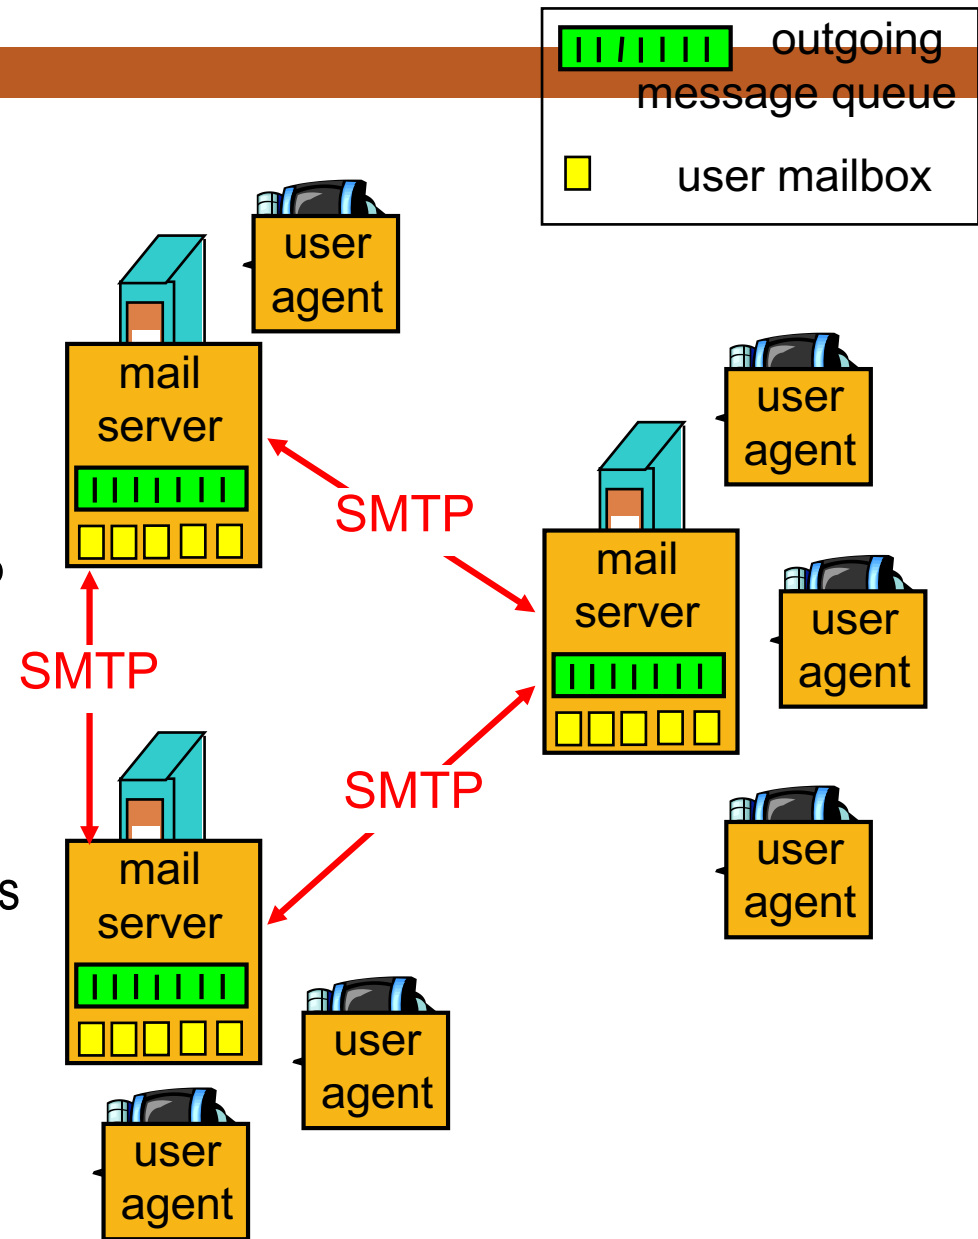 outgoing
message queue
user mailbox
user
agent
mail
server
SMTP
user
agent
mail
server
user
agent
SMTP
SMTP
user
agent
mail
server
s
user
agent
user
agent